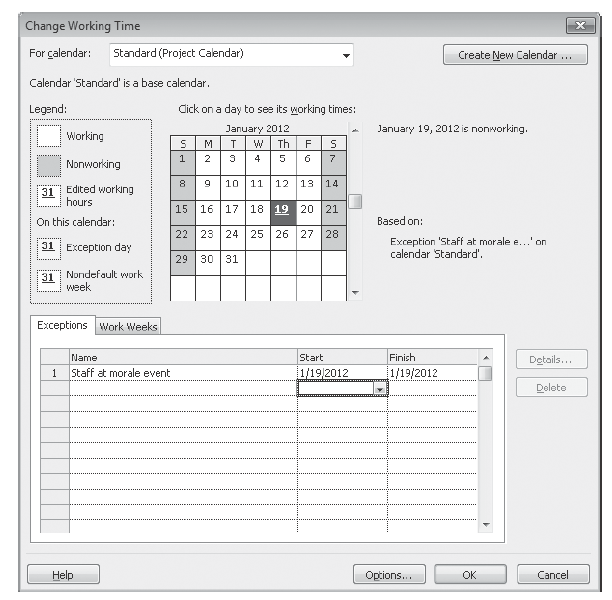 Change Working Time
For calendar: Standard (Project Calendar) Create New Calendar ...
Calendar 'Standard' is a base calendar.
Legend:
Working
Nonworking
31 Edited working hours
On this calendar:
31 Exception day
31 Nondefault work week
Click on a day to see its working times:
January 2012
S M T W Th F S
1 2 3 4 5 6 7
8 9 10 11 12 13 14
15 16 17 18 19 20 21
22 23 24 25 26 27 28
29 30 31
January 19, 2012 is nonworking.
Based on:
Exception 'Staff at morale e...' on
calendar 'Standard'.
Exceptions Work Weeks
Name Start Finish
1 Staff at morale event 1/19/2012 1/19/2012
Details...
Delete
Help Options... OK Cancel